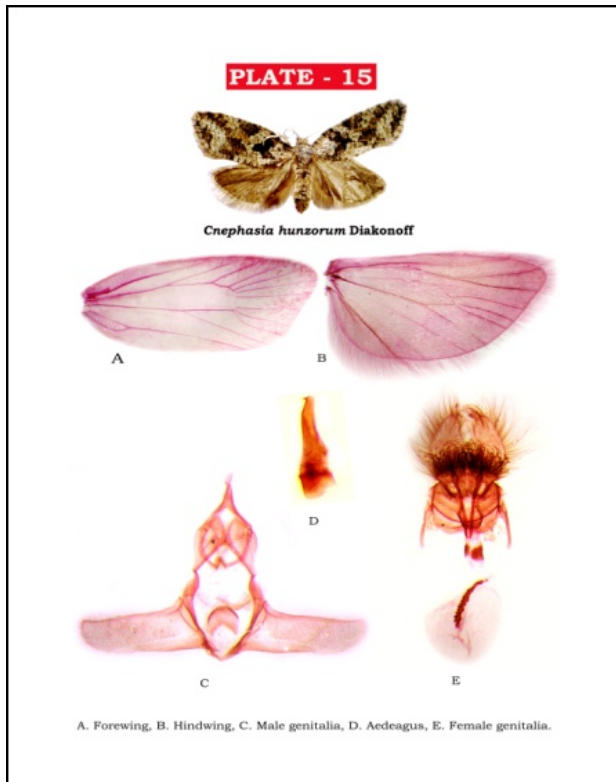 PLATE - 15
Cnephasia hunzorum Diakonoff
A
B
D
C
E
A. Forewing, B. Hindwing, C. Male genitalia, D. Aedeagus, E. Female genitalia.